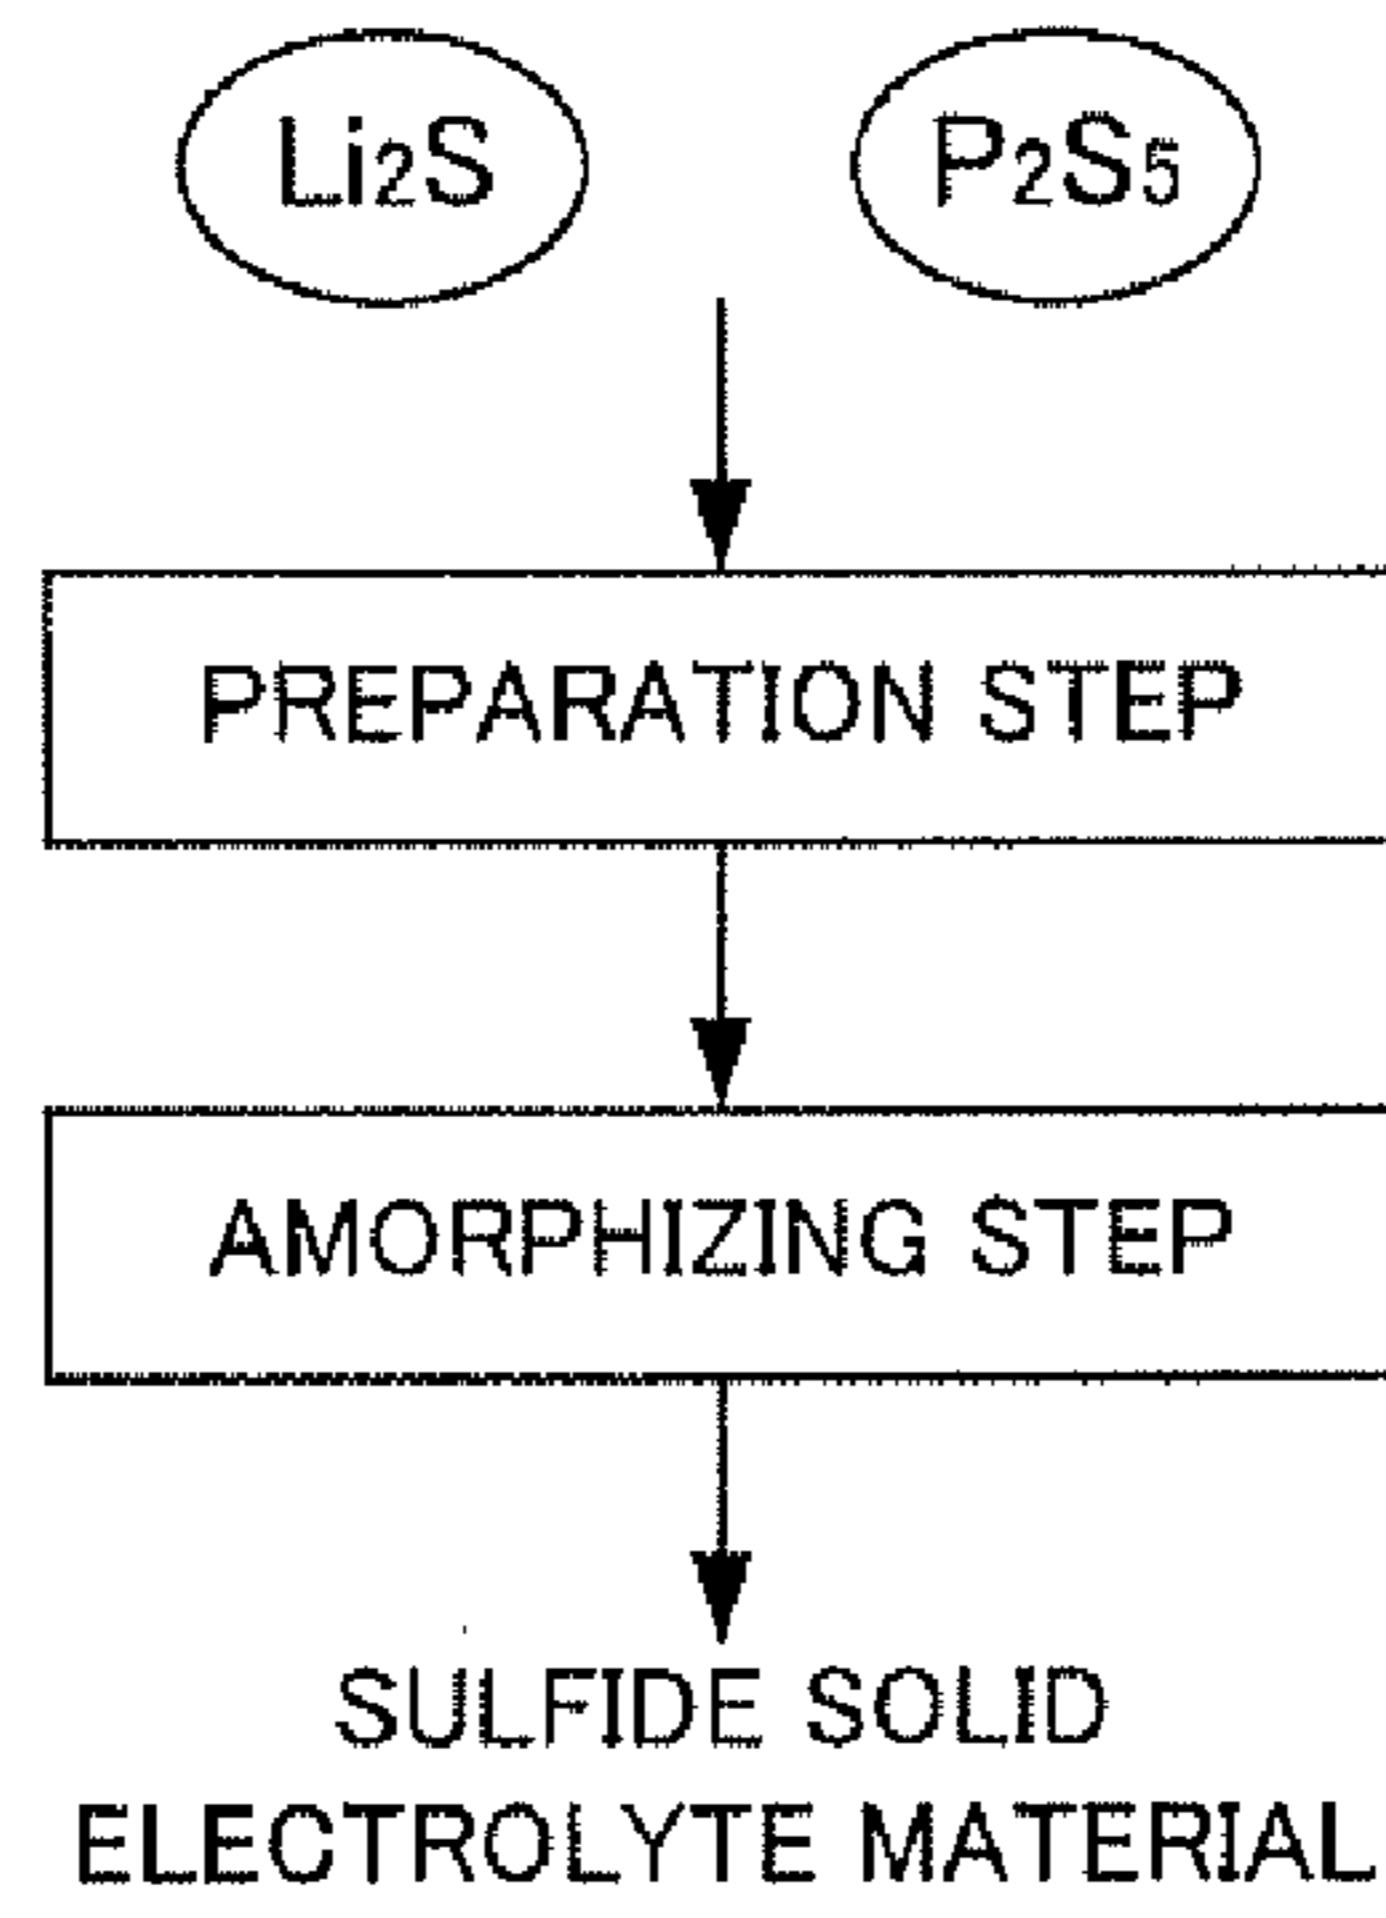 Li2S
P2S5
PREPARATION STEP
AMORPHIZING STEP
SULFIDE SOLID
ELECTROLYTE MATERIAL